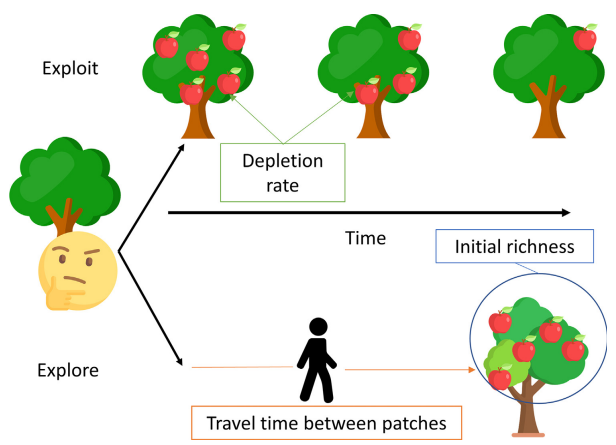 Exploit
Depletion
rate
Time
Initial richness
Explore
Travel time between patches